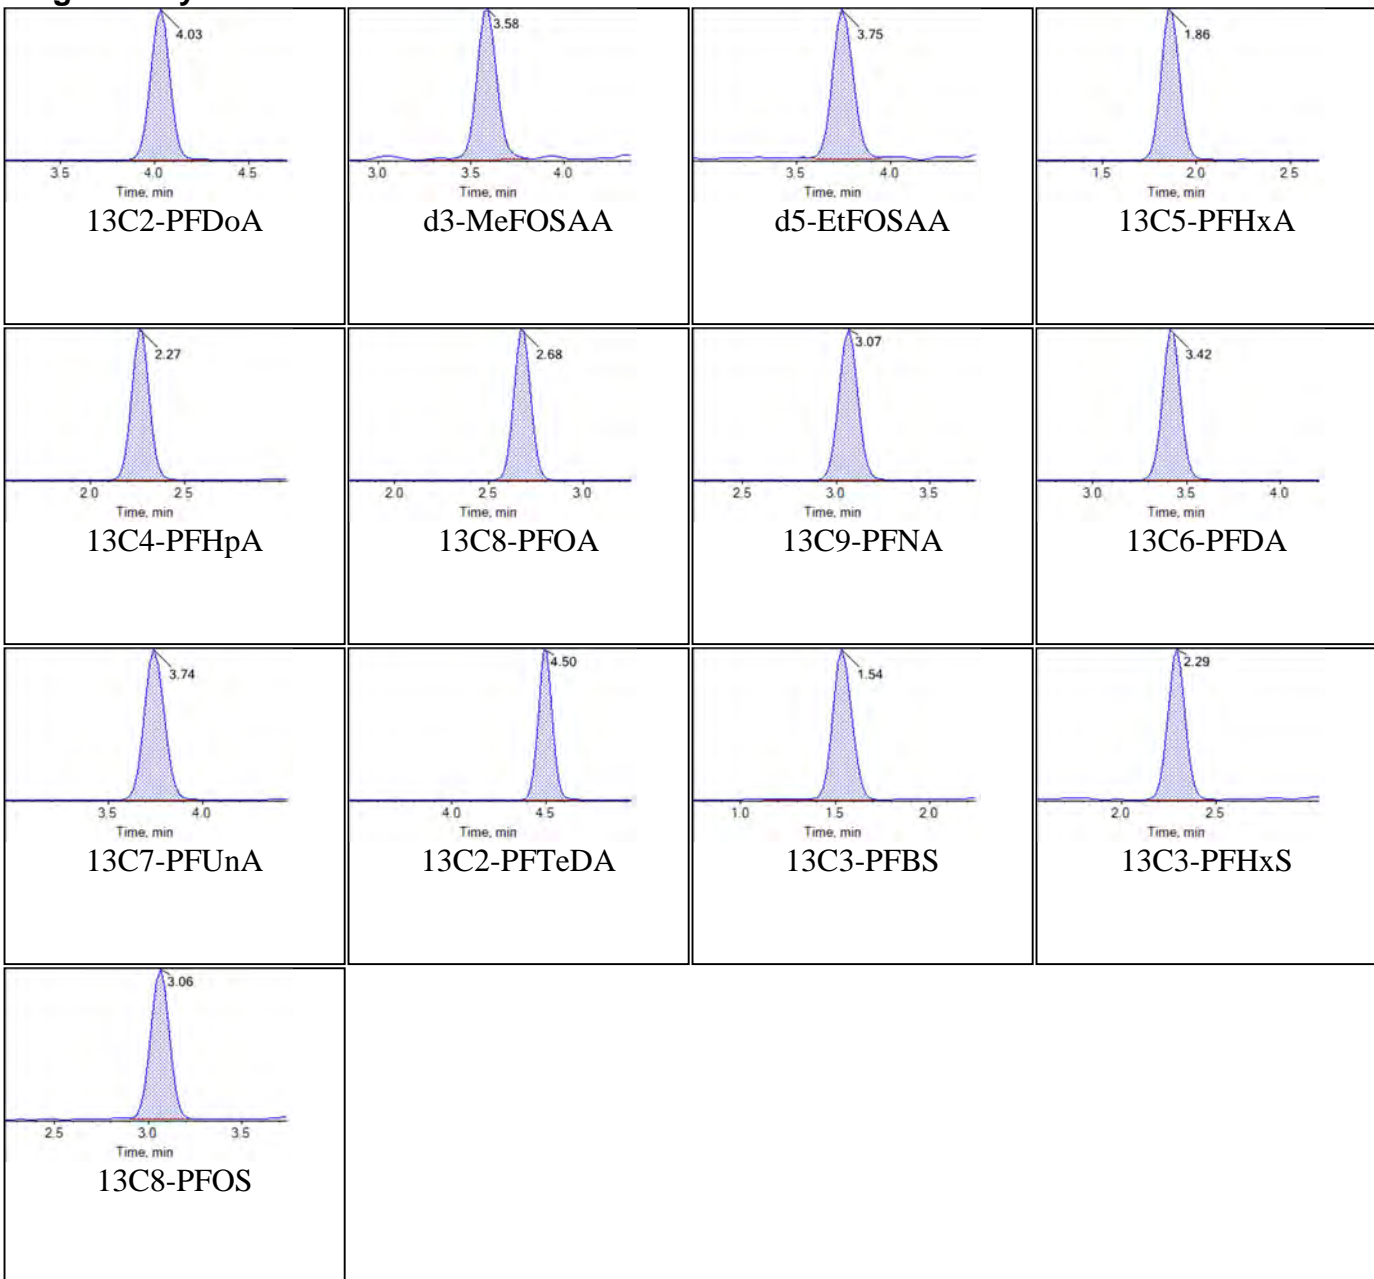 4.03
3.5 4.0 4.5
Time, min
13C2-PFDoA
3.58
3.0 3.5 4.0
Time, min
d3-MeFOSAA
3.75
3.5 4.0
Time, min
d5-EtFOSAA
1.86
1.5 2.0 2.5
Time, min
13C5-PFHxA
2.27
2.0 2.5
Time, min
13C4-PFHpA
2.68
2.0 2.5 3.0
Time, min
13C8-PFOA
3.07
2.5 3.0 3.5
Time, min
13C9-PFNA
3.42
3.0 3.5 4.0
Time, min
13C6-PFDA
3.74
3.5 4.0
Time, min
13C7-PFUnA
4.50
4.0 4.5
Time, min
13C2-PFTeDA
1.54
1.0 1.5 2.0
Time, min
13C3-PFBS
2.29
2.0 2.5
Time, min
13C3-PFHxS
3.06
2.5 3.0 3.5
Time, min
13C8-PFOS